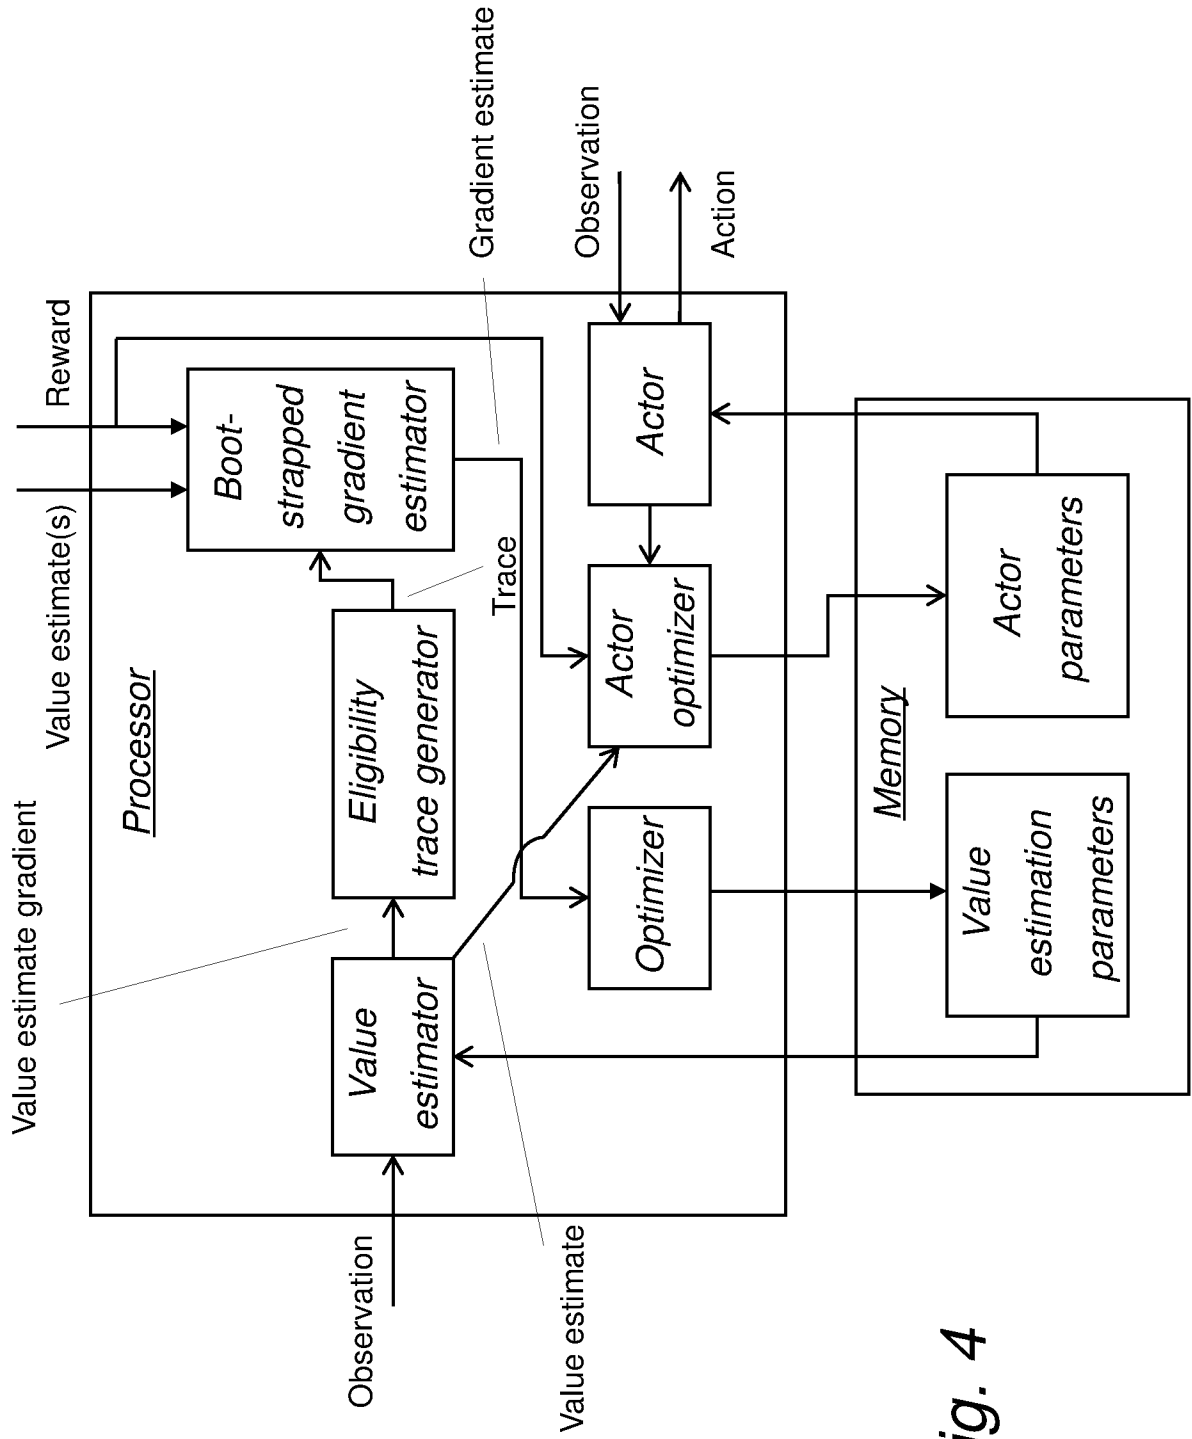 Value estimate gradient
Value estimate(s)
Reward
Processor
Boot-
strapped
gradient
estimator
Gradient estimate
Eligibility
trace generator
Trace
Value
estimator
Observation
Value estimate
Optimizer
Actor
optimizer
Actor
Observation
Action
Memory
Value
estimation
parameters
Actor
parameters
ig. 4